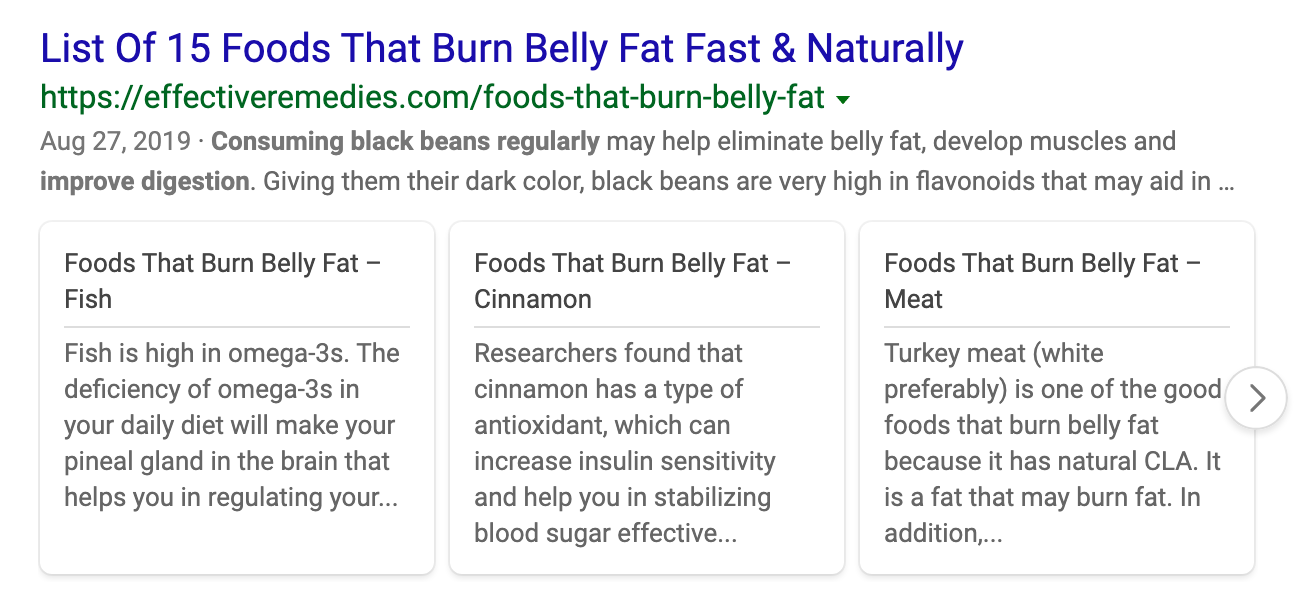 List Of 15 Foods That Burn Belly Fat Fast & Naturally
https://effectiveremedies.com/foods-that-burn-belly-fat
Aug 27, 2019 · Consuming black beans regularly may help eliminate belly fat, develop muscles and
improve digestion. Giving them their dark color, black beans are very high in flavonoids that may aid in ...
Foods That Burn Belly Fat –
Fish
Fish is high in omega-3s. The
deficiency of omega-3s in
your daily diet will make your
pineal gland in the brain that
helps you in regulating your...
Foods That Burn Belly Fat –
Cinnamon
Researchers found that
cinnamon has a type of
antioxidant, which can
increase insulin sensitivity
and help you in stabilizing
blood sugar effective...
Foods That Burn Belly Fat –
Meat
Turkey meat (white
preferably) is one of the good
foods that burn belly fat
because it has natural CLA. It
is a fat that may burn fat. In
addition,...